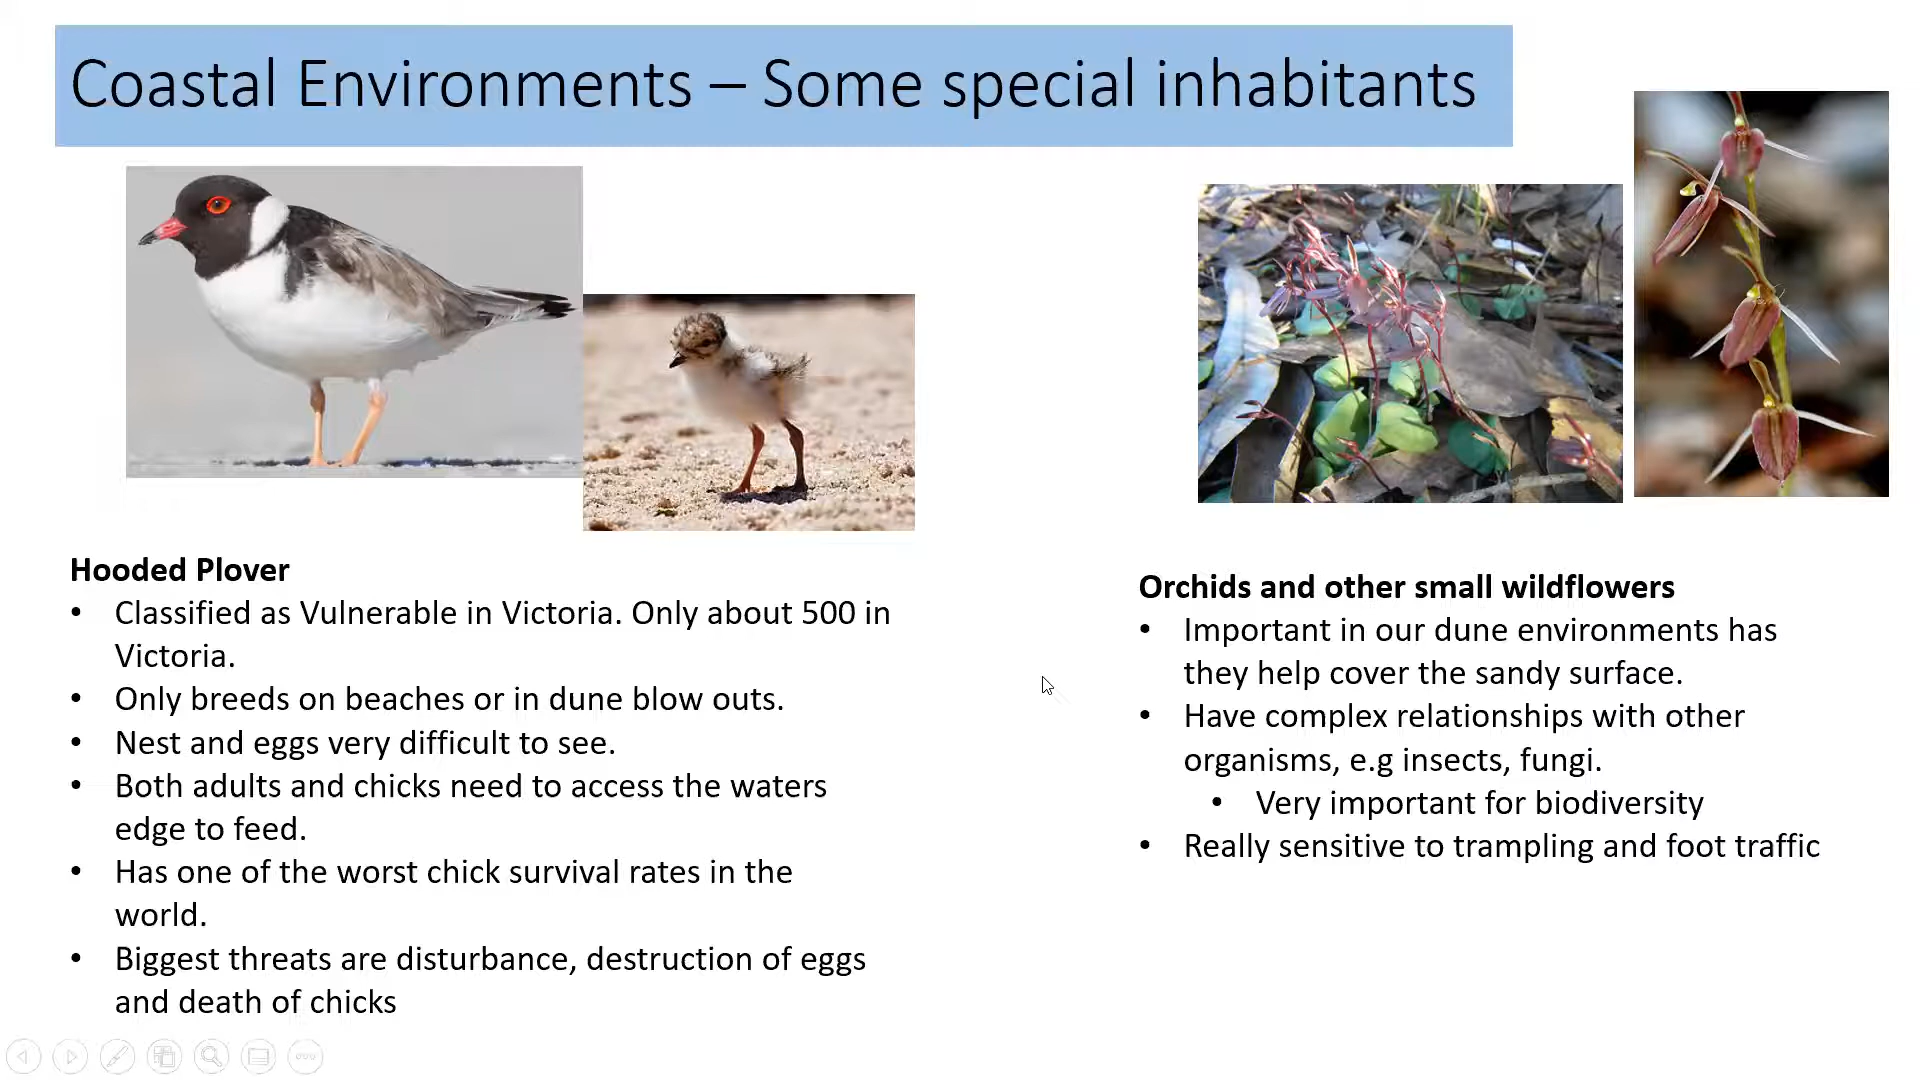 Coastal Environments – Some special inhabitants
Hooded Plover
• Classified as Vulnerable in Victoria. Only about 500 in
Victoria.
• Only breeds on beaches or in dune blow outs.
• Nest and eggs very difficult to see.
• Both adults and chicks need to access the waters
edge to feed.
• Has one of the worst chick survival rates in the
world.
• Biggest threats are disturbance, destruction of eggs
and death of chicks
Orchids and other small wildflowers
• Important in our dune environments has
they help cover the sandy surface.
• Have complex relationships with other
organisms, e.g insects, fungi.
• Very important for biodiversity
• Really sensitive to trampling and foot traffic